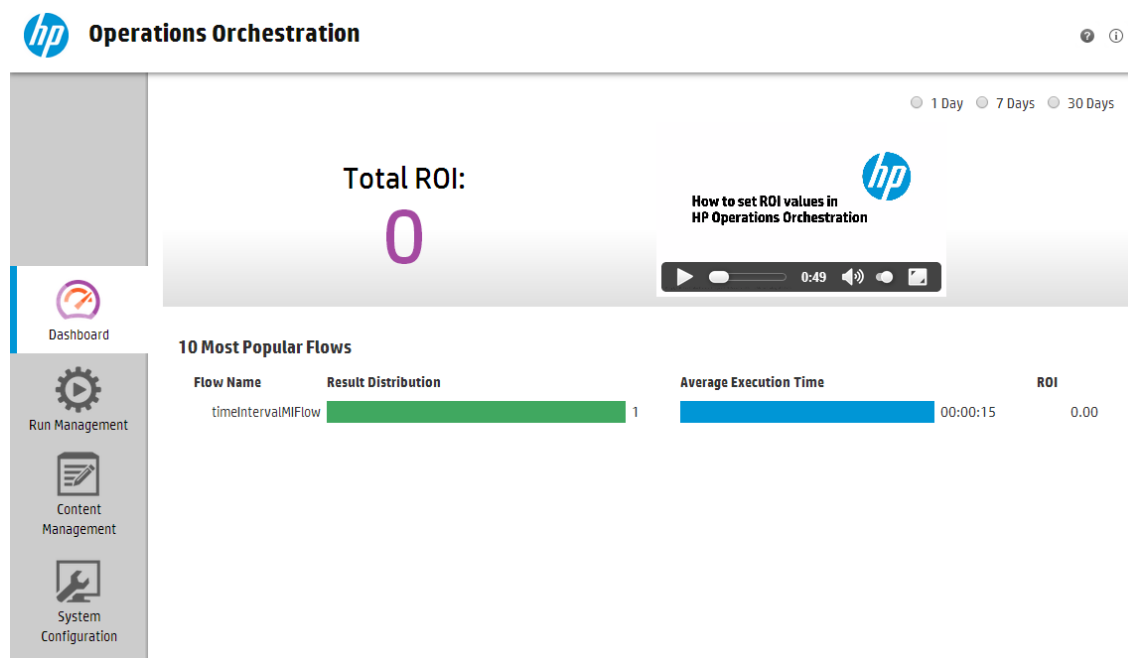 hp
Operations Orchestration
1 Day 7 Days 30 Days
Total ROI:
0
hp
How to set ROI values in
HP Operations Orchestration
0:49
Dashboard
Run Management
Content
Management
System
Configuration
10 Most Popular Flows
Flow Name Result Distribution Average Execution Time ROI
timeIntervalMIFlow 1 00:00:15 0.00